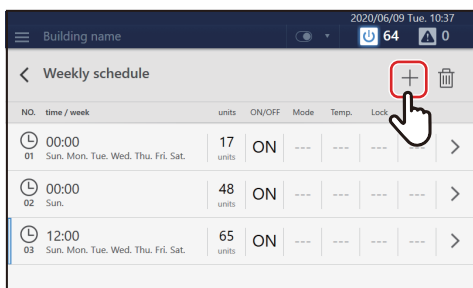 2020/06/09 Tue. 10:37
Building name 64 0
Weekly schedule
NO. time / week units ON/OFF Mode Temp. Lock
00:00 17 ON --- --- --- ---
01 Sun. Mon. Tue. Wed. Thu. Fri. Sat. units
00:00 48 ON --- --- --- ---
02 Sun. units
12:00 65 ON --- --- --- ---
03 Sun. Mon. Tue. Wed. Thu. Fri. Sat. units